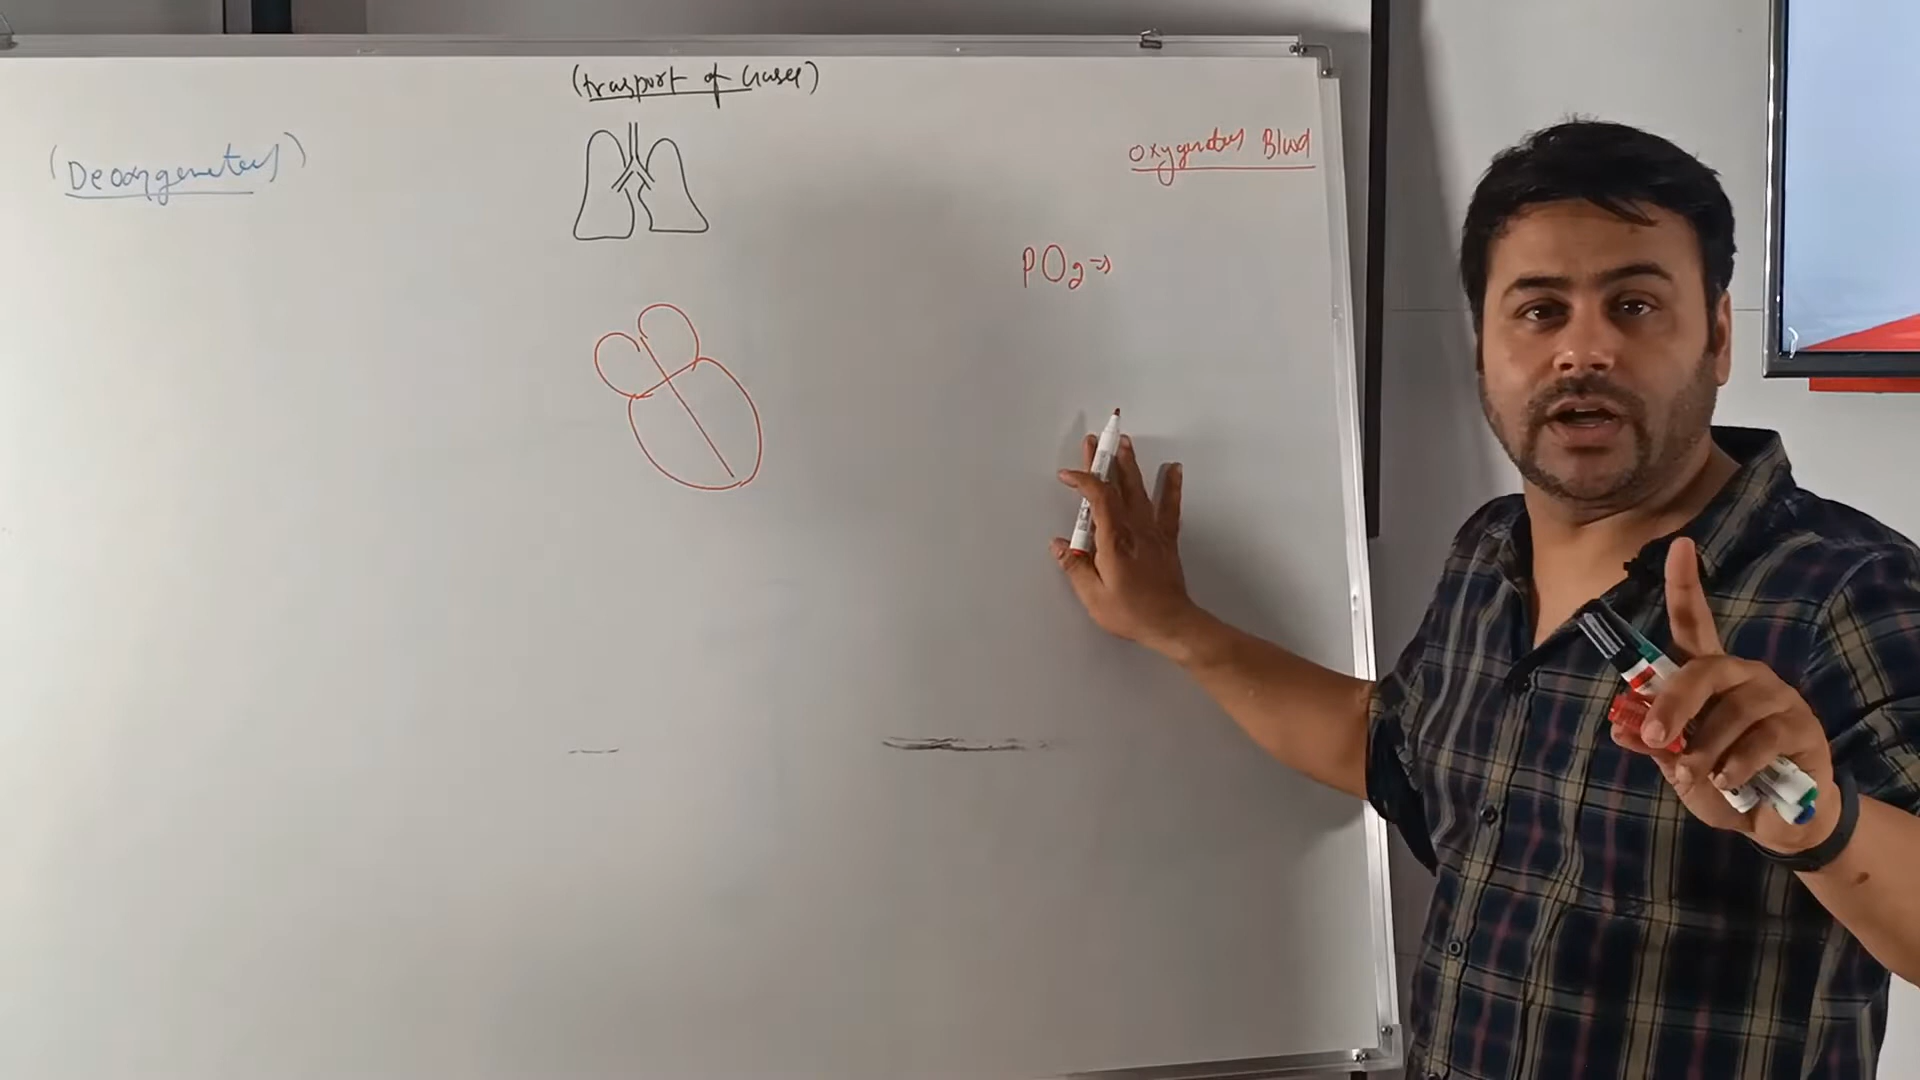 (trasport of Gases)
(Deoxygenated)
Oxygenated Blood
PO2 ⇒